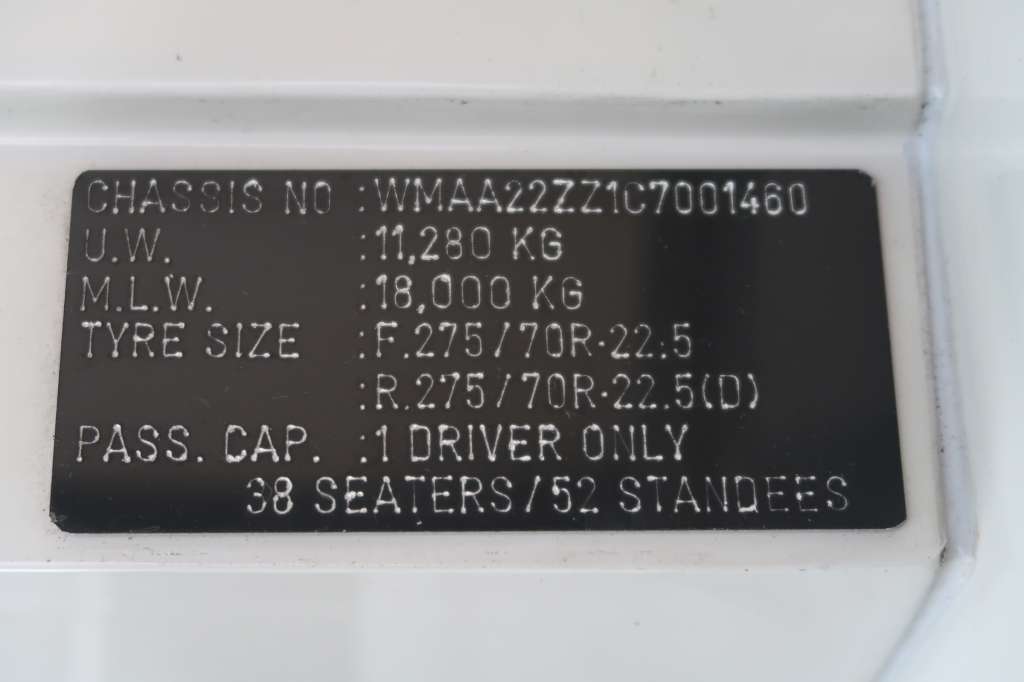 CHASSIS NO :WMAA22ZZ1C7001460
U.W. :11,280 KG
M.L.W. :18,000 KG
TYRE SIZE :F.275/70R·22.5
:R.275/70R·22.5(D)
PASS. CAP. :1 DRIVER ONLY
38 SEATERS/52 STANDEES